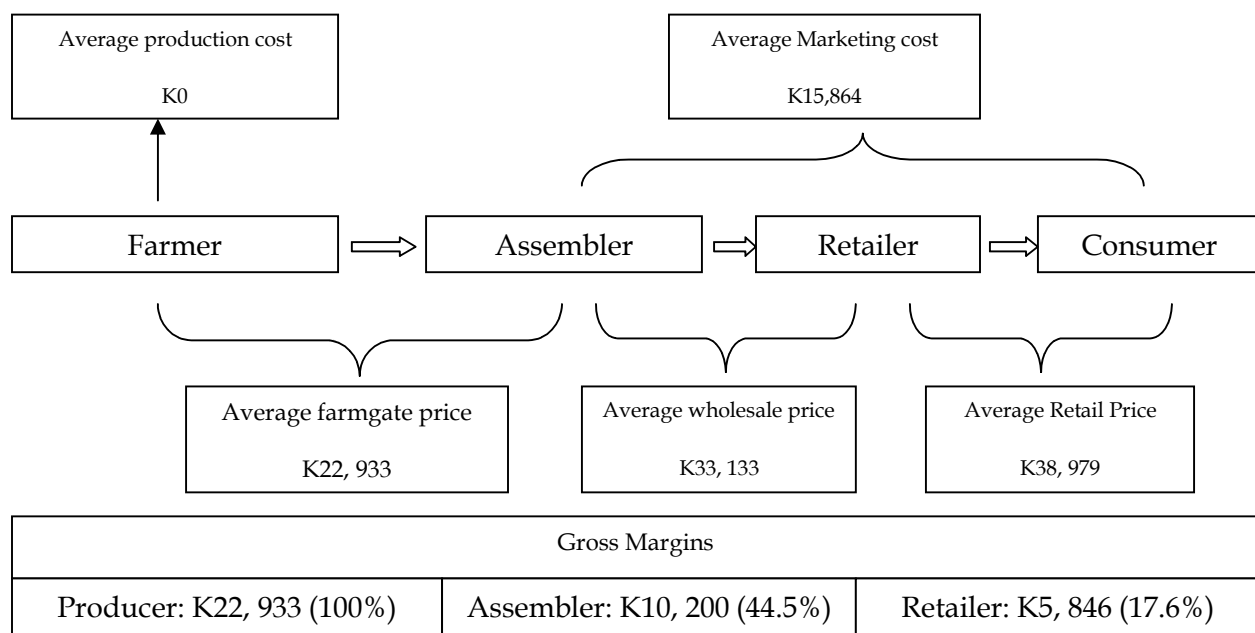 Average production cost
K0
Average Marketing cost
K15,864
Farmer
Assembler
Retailer
Consumer
Average farmgate price
K22, 933
Average wholesale price
K33, 133
Average Retail Price
K38, 979
Gross Margins
Producer: K22, 933 (100%)
Assembler: K10, 200 (44.5%)
Retailer: K5, 846 (17.6%)